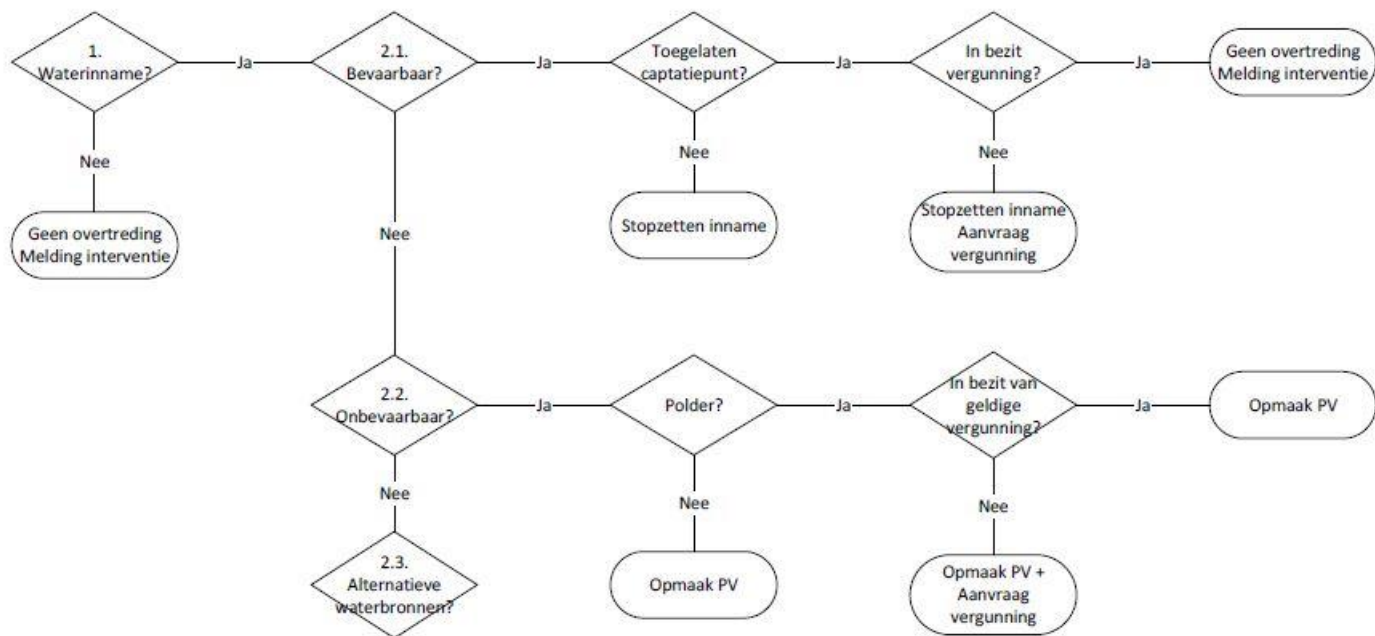 1.
Waterinname?
Ja
2.1.
Bevaarbaar?
Ja
Toegelaten
captatiepunt?
Ja
In bezit
vergunning?
Ja
Geen overtreding
Melding interventie
Nee
Geen overtreding
Melding interventie
Nee
Nee
Stopzetten inname
Nee
Stopzetten inname
Aanvraag
vergunning
2.2.
Onbevaarbaar?
Ja
Polder?
Ja
In bezit van
geldige
vergunning?
Ja
Opmaak PV
Nee
2.3.
Alternatieve
waterbronnen?
Nee
Opmaak PV
Nee
Opmaak PV +
Aanvraag
vergunning